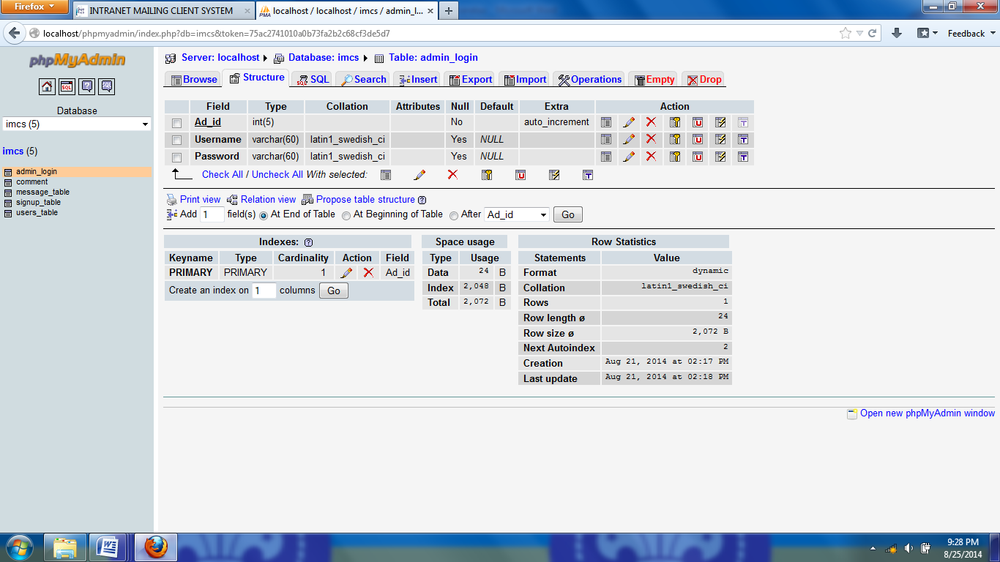 Firefox
INTRANET MAILING CLIENT SYSTEM
PMA localhost / localhost / imcs / admin_l...
localhost/phpmyadmin/index.php?db=imcs&token=75ac2741010a0b73fa2b2c68cf3de5d7
Feedback
phpMyAdmin
SQL
Database
imcs (5)
imcs (5)
admin_login
comment
message_table
signup_table
users_table
Server: localhost Database: imcs Table: admin_login
Browse Structure SQL Search Insert Export Import Operations Empty Drop
Field Type Collation Attributes Null Default Extra Action
Ad_id int(5) No auto_increment
Username varchar(60) latin1_swedish_ci Yes NULL
Password varchar(60) latin1_swedish_ci Yes NULL
Check All / Uncheck All With selected:
Print view Relation view Propose table structure
Add 1 field(s) At End of Table At Beginning of Table After Ad_id Go
Indexes:
Keyname Type Cardinality Action Field
PRIMARY PRIMARY 1 Ad_id
Create an index on 1 columns Go
Space usage
Type Usage
Data 24 B
Index 2,048 B
Total 2,072 B
Row Statistics
Statements Value
Format dynamic
Collation latin1_swedish_ci
Rows 1
Row length ø 24
Row size ø 2,072 B
Next Autoindex 2
Creation Aug 21, 2014 at 02:17 PM
Last update Aug 21, 2014 at 02:18 PM
Open new phpMyAdmin window
9:28 PM
8/25/2014